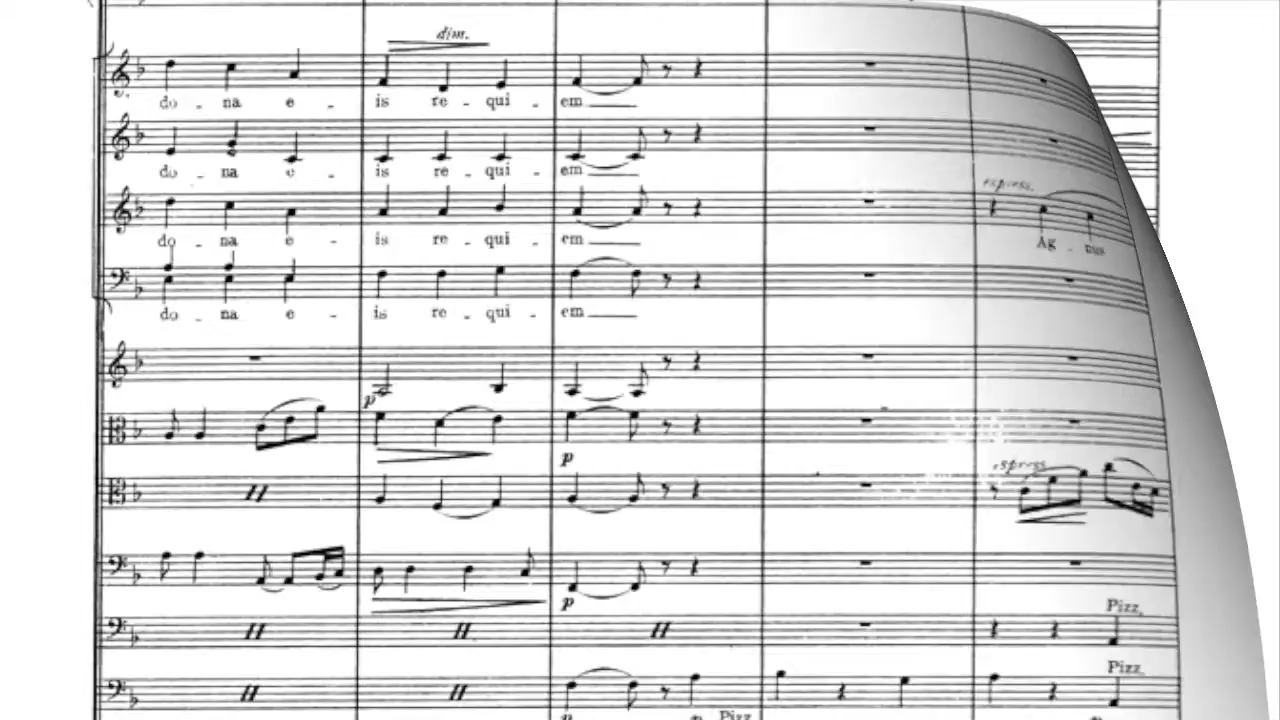 dim.
do - na e - is re - qui - em
do - na e - is re - qui - em
espress.
do - na e - is re - qui - em Ag - nus
do - na e - is re - qui - em
p
p
espress.
p
Pizz.
Pizz.
p p Pizz.